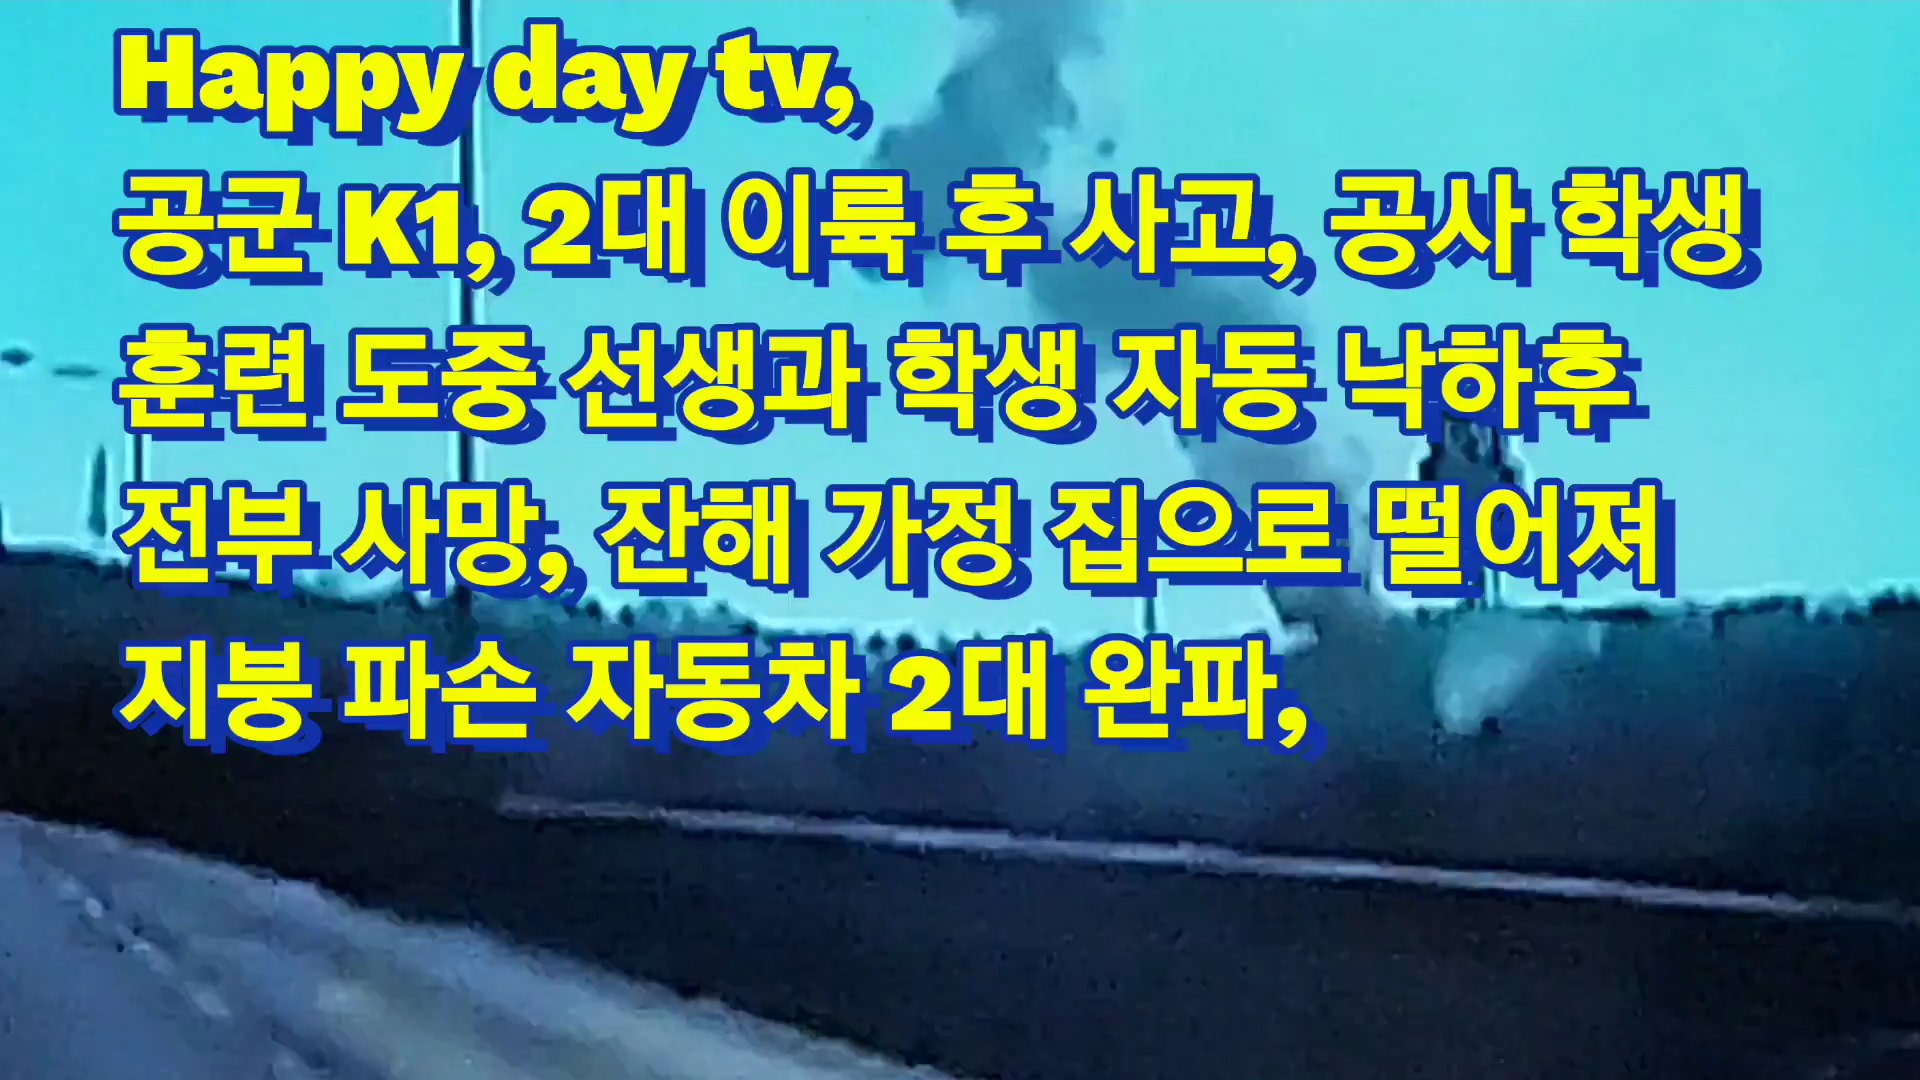 Happy day tv,
공군 K1, 2대 이륙 후 사고, 공사 학생
훈련 도중 선생과 학생 자동 낙하후
전부 사망, 잔해 가정 집으로 떨어져
지붕 파손 자동차 2대 완파,